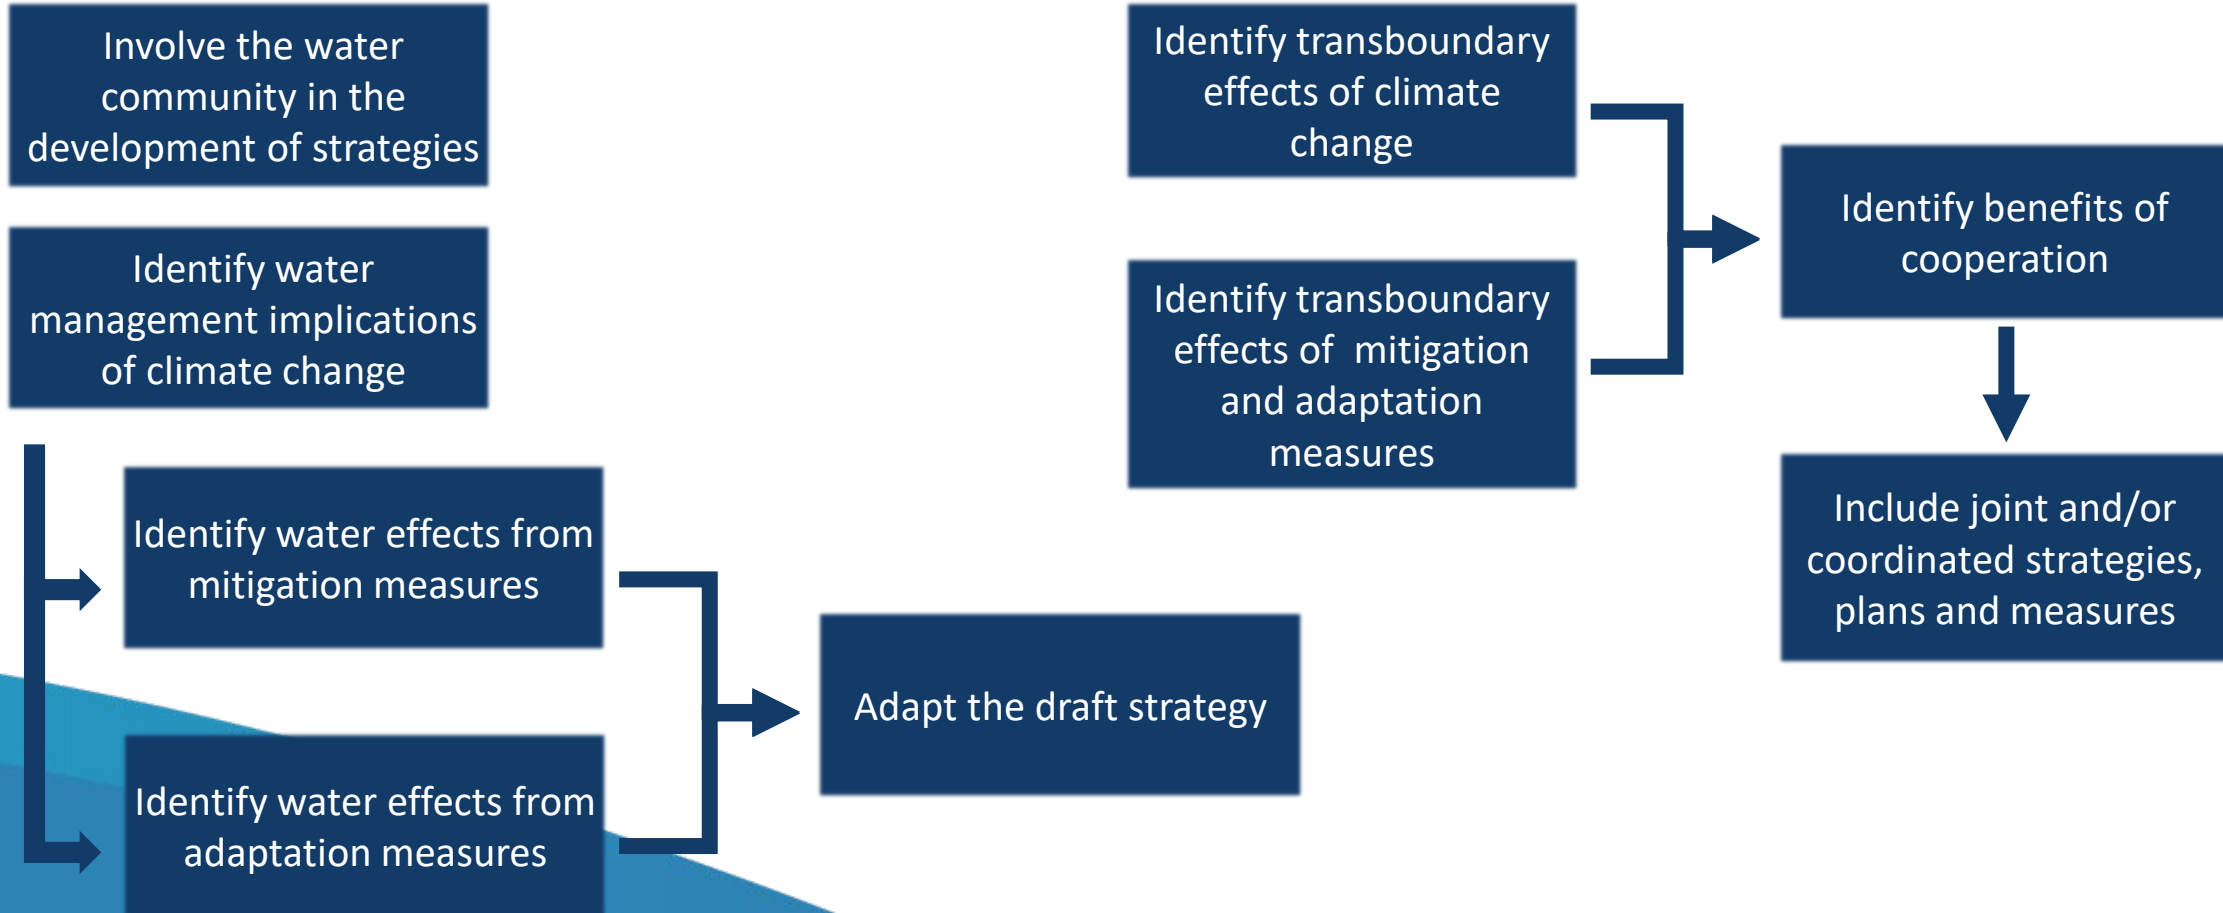 Involve the water
community in the
development of strategies
Identify water
management implications
of climate change
Identify water effects from
mitigation measures
Identify water effects from
adaptation measures
Adapt the draft strategy
Identify transboundary
effects of climate
change
Identify transboundary
effects of  mitigation
and adaptation
measures
Identify benefits of
cooperation
Include joint and/or
coordinated strategies,
plans and measures